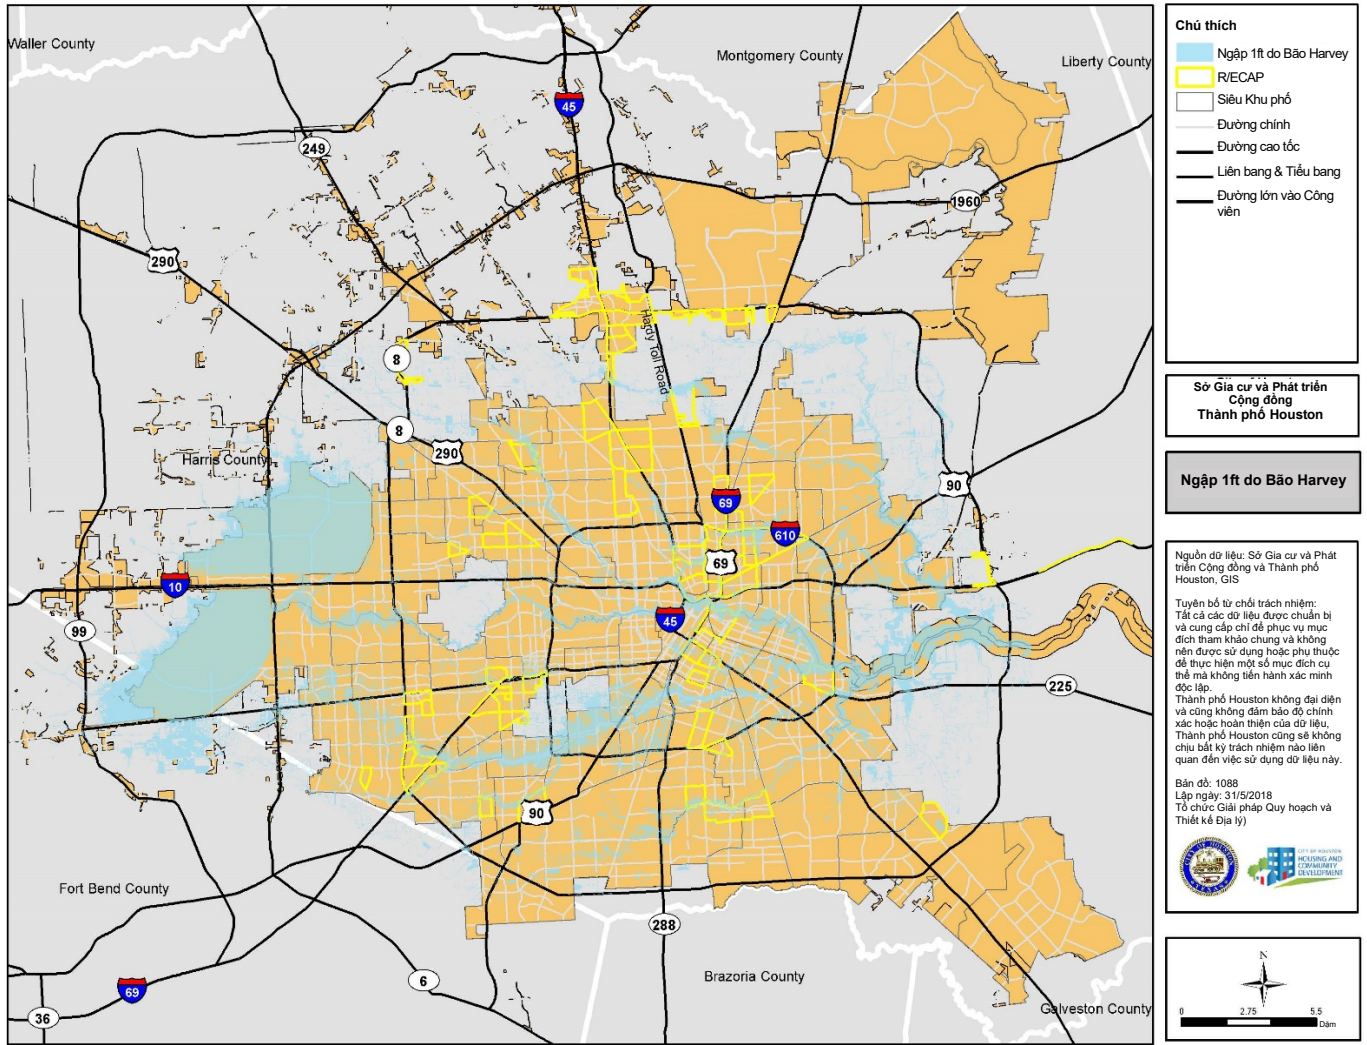 Waller County
Montgomery County
Liberty County
45
249
1960
290
8
Hardy Toll Road
8
290
Harris County
90
69
610
69
10
45
99
225
90
Fort Bend County
288
Brazoria County
6
69
Galveston County
36
Chú thích
Ngập 1ft do Bão Harvey
R/ECAP
Siêu Khu phố
Đường chính
Đường cao tốc
Liên bang & Tiểu bang
Đường lớn vào Công
viên
Sở Gia cư và Phát triển
Cộng đồng
Thành phố Houston
Ngập 1ft do Bão Harvey
Nguồn dữ liệu: Sở Gia cư và Phát
triển Cộng đồng và Thành phố
Houston, GIS
Tuyên bố từ chối trách nhiệm:
Tất cả các dữ liệu được chuẩn bị
và cung cấp chỉ để phục vụ mục
đích tham khảo chung và không
nên được sử dụng hoặc phụ thuộc
để thực hiện một số mục đích cụ
thể mà không tiến hành xác minh
độc lập.
Thành phố Houston không đại diện
và cũng không đảm bảo độ chính
xác hoặc hoàn thiện của dữ liệu,
Thành phố Houston cũng sẽ không
chịu bất kỳ trách nhiệm nào liên
quan đến việc sử dụng dữ liệu này.
Bản đồ: 1088
Lập ngày: 31/5/2018
Tổ chức Giải pháp Quy hoạch và
Thiết kế Địa lý)
CITY OF HOUSTON
TEXAS
CITY OF HOUSTON
HOUSING AND
COMMUNITY
DEVELOPMENT
N
0 2.75 5.5
Dặm